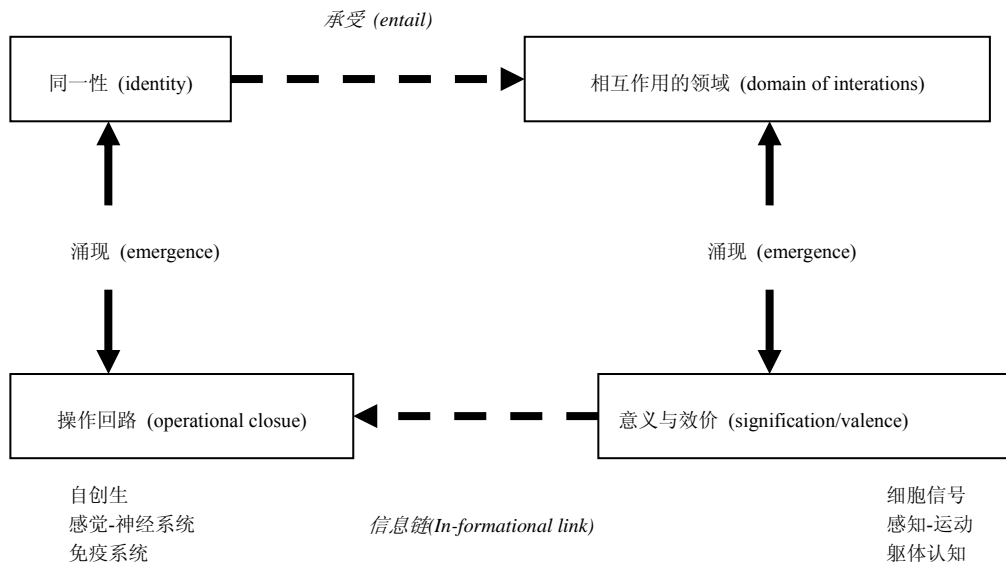 承受 (entail)
同一性 (identity)
相互作用的领域 (domain of interations)
涌现 (emergence)
涌现 (emergence)
操作回路 (operational closue)
意义与效价 (signification/valence)
自创生
感觉-神经系统
免疫系统
信息链(In-formational link)
细胞信号
感知-运动
躯体认知